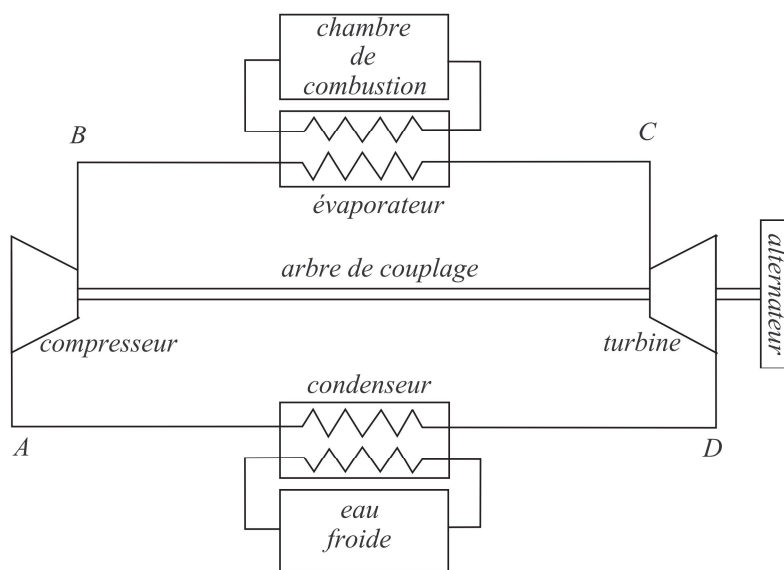 chambre
de
combustion
B
C
évaporateur
arbre de couplage
alternateur
compresseur
turbine
condenseur
A
D
eau
froide